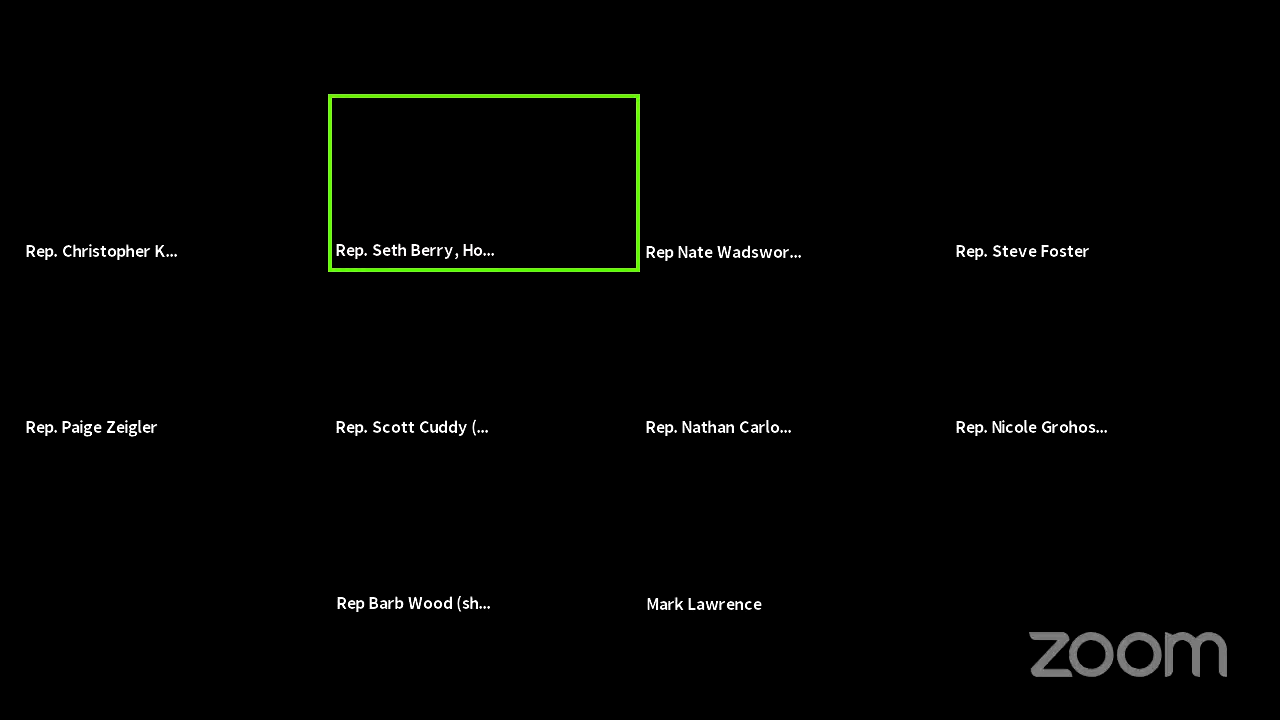 Rep. Christopher K...
Rep. Seth Berry, Ho...
Rep Nate Wadswor...
Rep. Steve Foster
Rep. Paige Zeigler
Rep. Scott Cuddy (...
Rep. Nathan Carlo...
Rep. Nicole Grohos...
Rep Barb Wood (sh...
Mark Lawrence
zoom